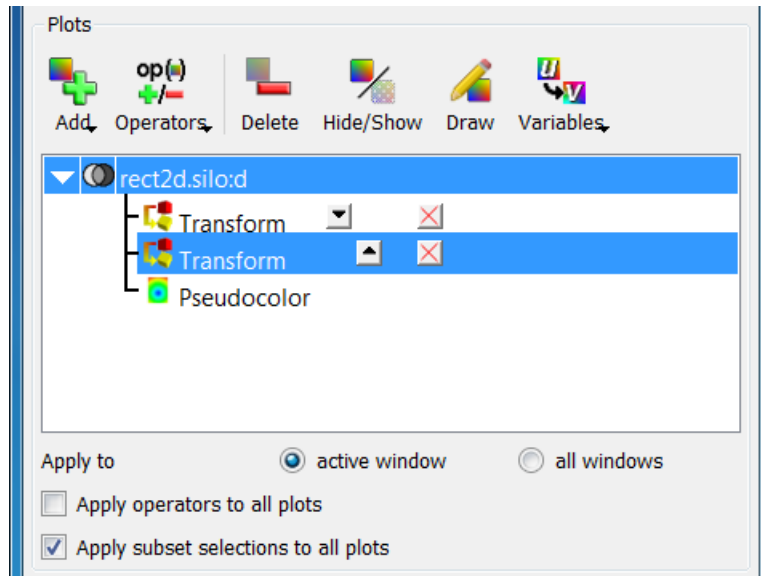 Plots
op( ) +/-
Add Operators Delete Hide/Show Draw Variables
u v
rect2d.silo:d
Transform
Transform
Pseudocolor
Apply to active window all windows
Apply operators to all plots
Apply subset selections to all plots